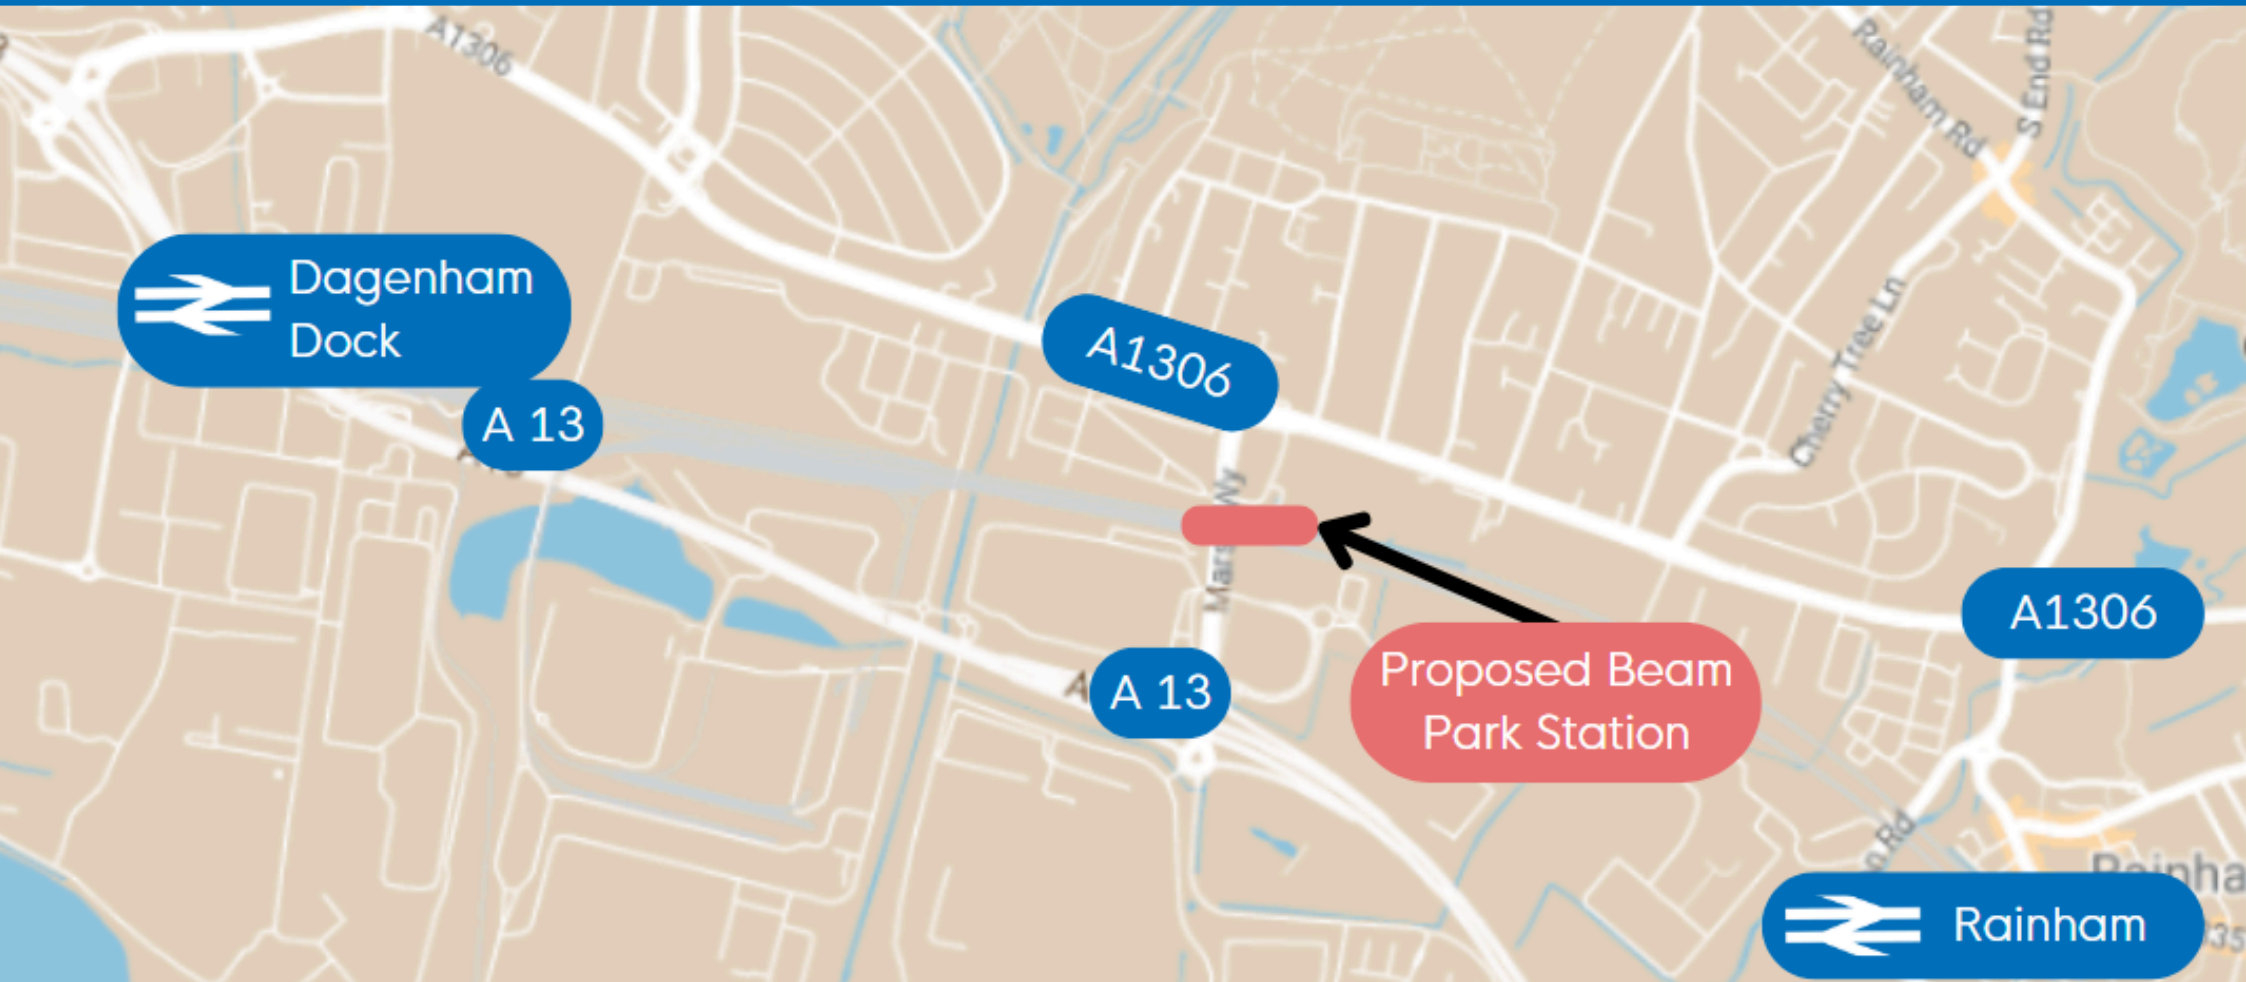 A1306
Rainham Rd
S End Rd
Dagenham
Dock
A 13
A1306
Cherry Tree Ln
A 13
Proposed Beam
Park Station
A1306
Rainham